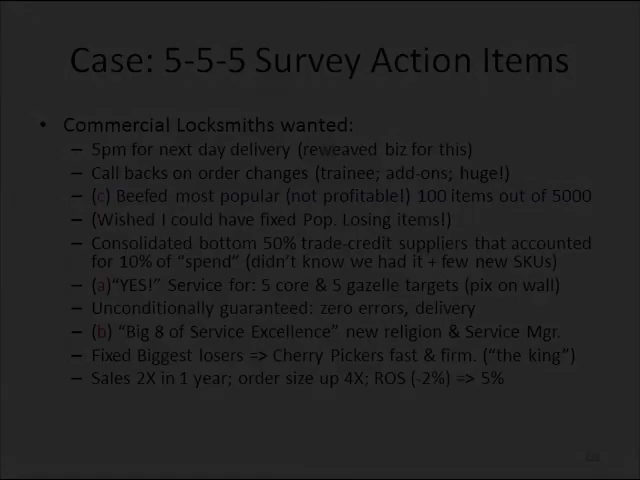 Case: 5-5-5 Survey Action Items
• Commercial Locksmiths wanted:
– 5pm for next day delivery (reweaved biz for this)
– Call backs on order changes (trainee; add-ons; huge!)
– (c) Beefed most popular (not profitable!) 100 items out of 5000
– (Wished I could have fixed Pop. Losing items!)
– Consolidated bottom 50% trade-credit suppliers that accounted
for 10% of "spend" (didn't know we had it + few new SKUs)
– (a)"YES!" Service for: 5 core & 5 gazelle targets (pix on wall)
– Unconditionally guaranteed: zero errors, delivery
– (b) "Big 8 of Service Excellence" new religion & Service Mgr.
– Fixed Biggest losers => Cherry Pickers fast & firm. ("the king")
– Sales 2X in 1 year; order size up 4X; ROS (-2%) => 5%